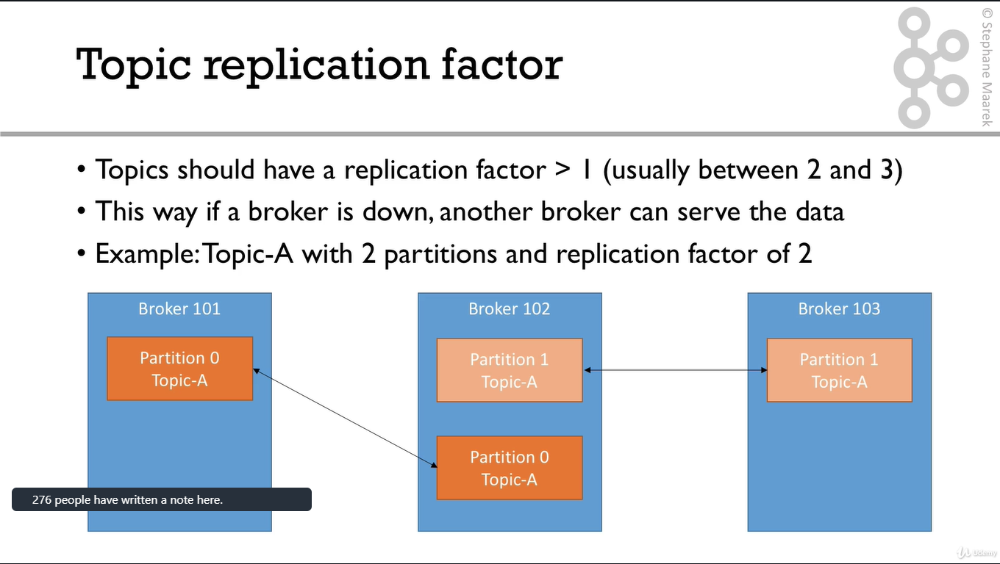 Topic replication factor
© Stephane Maarek
• Topics should have a replication factor > 1 (usually between 2 and 3)
• This way if a broker is down, another broker can serve the data
• Example: Topic-A with 2 partitions and replication factor of 2
Broker 101
Partition 0
Topic-A
Broker 102
Partition 1
Topic-A
Partition 0
Topic-A
Broker 103
Partition 1
Topic-A
276 people have written a note here.
Udemy